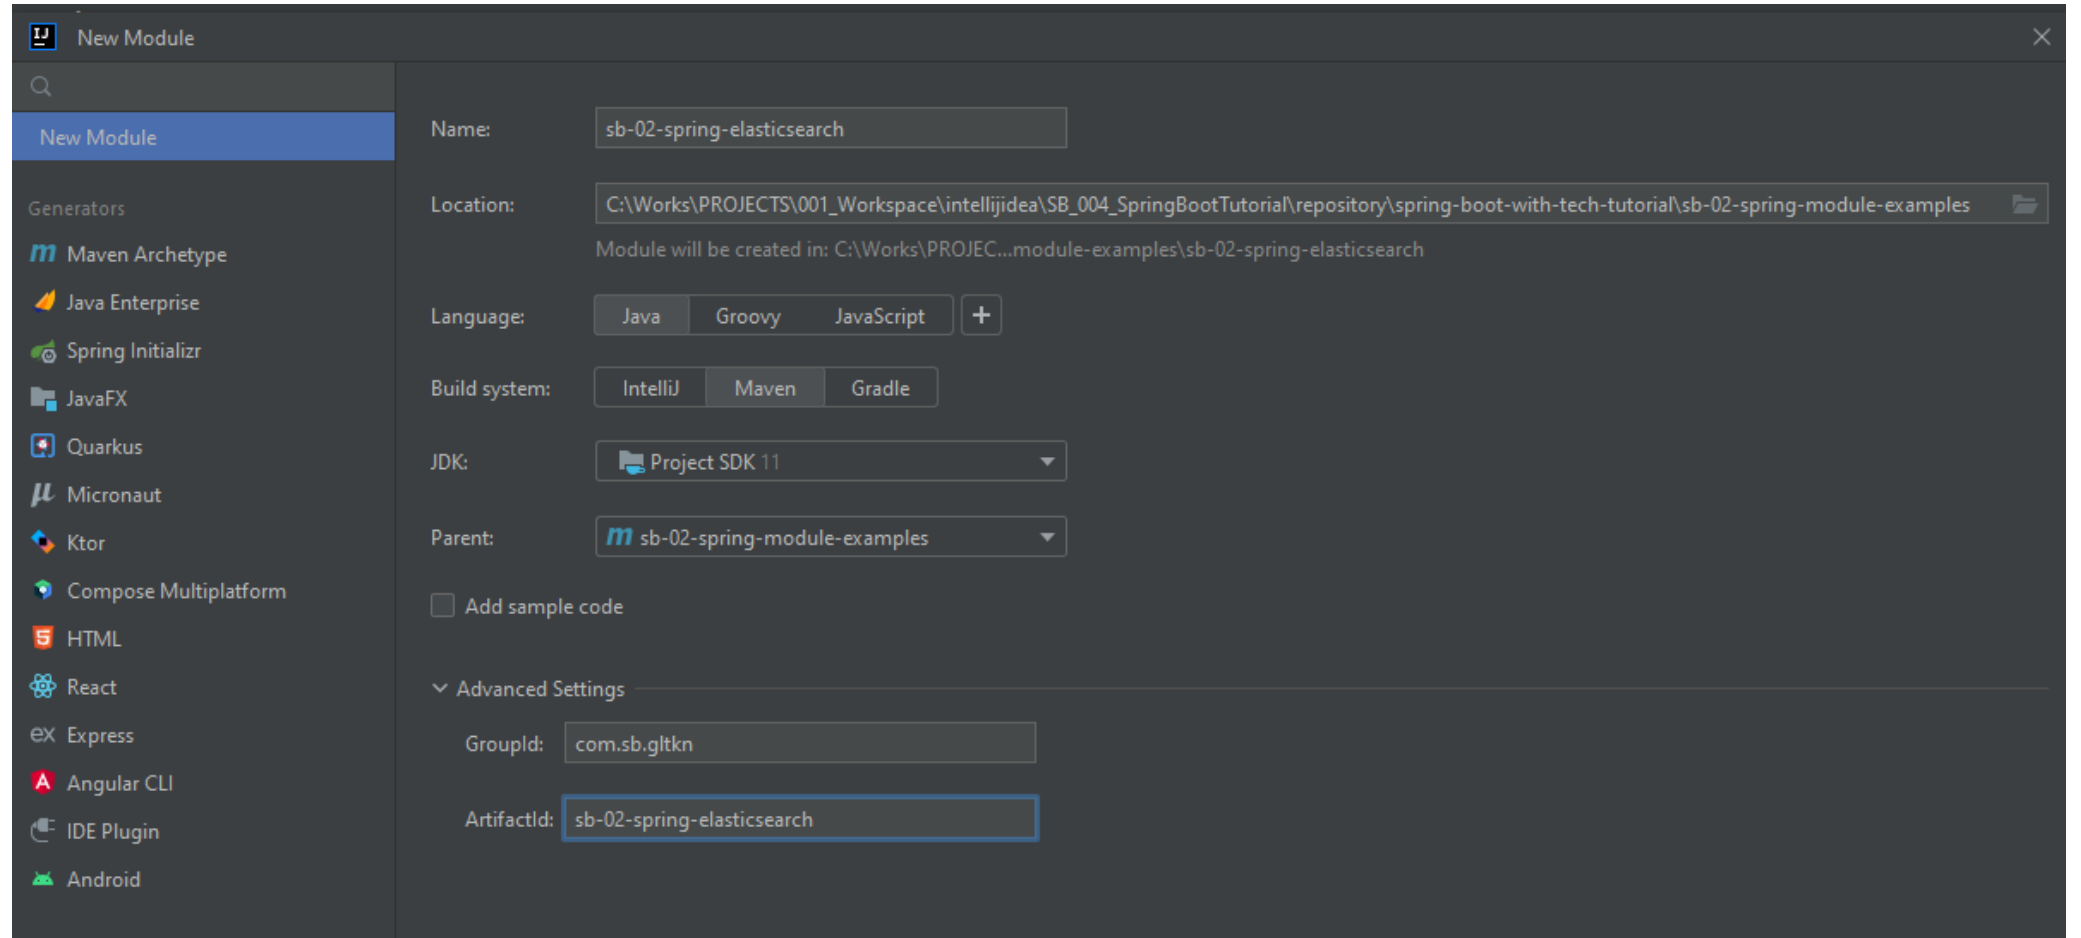 New Module
New Module
Generators
Maven Archetype
Java Enterprise
Spring Initializr
JavaFX
Quarkus
Micronaut
Ktor
Compose Multiplatform
HTML
React
Express
Angular CLI
IDE Plugin
Android
Name: sb-02-spring-elasticsearch
Location: C:\Works\PROJECTS\001_Workspace\intellijidea\SB_004_SpringBootTutorial\repository\spring-boot-with-tech-tutorial\sb-02-spring-module-examples
Module will be created in: C:\Works\PROJEC...module-examples\sb-02-spring-elasticsearch
Language: Java Groovy JavaScript +
Build system: IntelliJ Maven Gradle
JDK: Project SDK 11
Parent: sb-02-spring-module-examples
Add sample code
Advanced Settings
GroupId: com.sb.gltkn
ArtifactId: sb-02-spring-elasticsearch